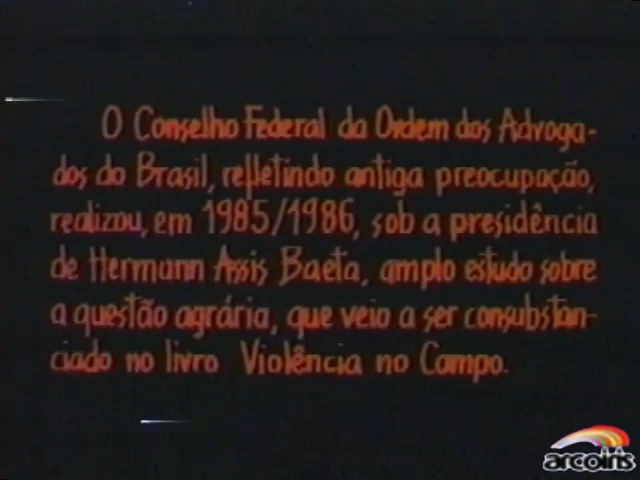 O Conselho Federal da Ordem dos Advoga-
dos do Brasil, refletindo antiga preocupação,
realizou, em 1985/1986, sob a presidência
de Hermann Assis Baeta, amplo estudo sobre
a questão agrária, que veio a ser consubstan-
ciado no livro Violência no Campo.
arcoíris